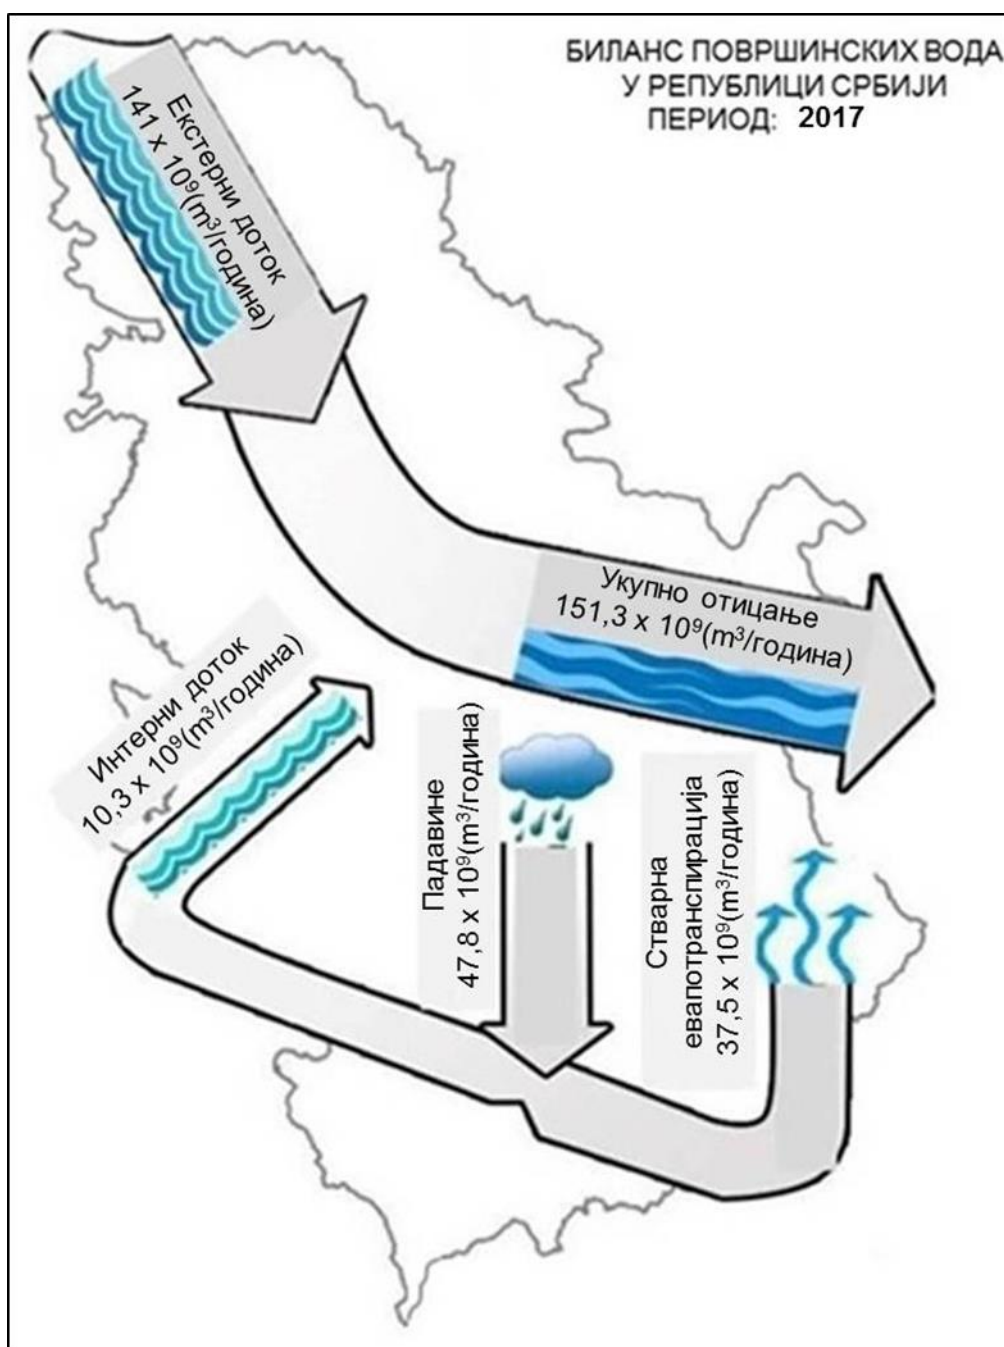 БИЛАНС ПОВРШИНСКИХ ВОДА
У РЕПУБЛИЦИ СРБИЈИ
ПЕРИОД: 2017
Екстерни доток
141 x 10⁹(m³/година)
Укупно отицање
151,3 x 10⁹(m³/година)
Интерни доток
10,3 x 10⁹(m³/година)
Падавине
47,8 x 10⁹(m³/година)
Стварна
евапотранспирација
37,5 x 10⁹(m³/година)